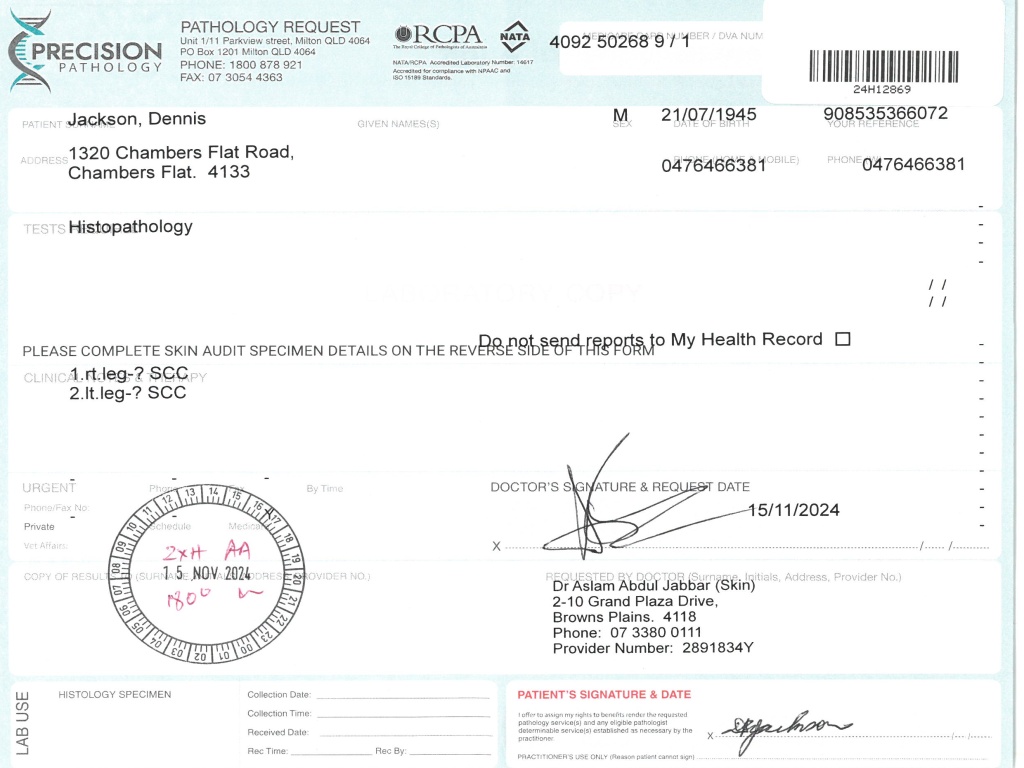 PRECISION
PATHOLOGY
PATHOLOGY REQUEST
Unit 1/11 Parkview street, Milton QLD 4064
PO Box 1201 Milton QLD 4064
PHONE: 1800 878 921
FAX: 07 3054 4363
RCPA
The Royal College of Pathologists of Australasia
NATA
NATA/RCPA Accredited Laboratory Number: 14617
Accredited for compliance with NPAAC and
ISO 15189 Standards.
MEDICARE CARD NUMBER / DVA NUM
4092 50268 9 / 1
24H12869
PATIENT SURNAME Jackson, Dennis
GIVEN NAMES(S)
M
SEX
21/07/1945
DATE OF BIRTH
908535366072
YOUR REFERENCE
ADDRESS 1320 Chambers Flat Road,
Chambers Flat. 4133
PHONE (HOME & MOBILE)
0476466381
PHONE
0476466381
TESTS Histopathology
/ /
/ /
Do not send reports to My Health Record ☐
PLEASE COMPLETE SKIN AUDIT SPECIMEN DETAILS ON THE REVERSE SIDE OF THIS FORM
CLINICAL NOTES & THERAPY
1.rt.leg-? SCC
2.lt.leg-? SCC
URGENT
Phone
Fax
By Time
Phone/Fax No:
Private
Schedule
Medicare
Vet Affairs:
DOCTOR'S SIGNATURE & REQUEST DATE
15/11/2024
X
2xH AA
15 NOV 2024
1800
COPY OF RESULTS TO (SURNAME, INITIALS, ADDRESS, PROVIDER NO.)
REQUESTED BY DOCTOR (Surname, Initials, Address, Provider No.)
Dr Aslam Abdul Jabbar (Skin)
2-10 Grand Plaza Drive,
Browns Plains. 4118
Phone: 07 3380 0111
Provider Number: 2891834Y
LAB USE
HISTOLOGY SPECIMEN
Collection Date:
Collection Time:
Received Date:
Rec Time: Rec By:
PATIENT'S SIGNATURE & DATE
I offer to assign my rights to benefits render the requested
pathology service(s) and any eligible pathologist
determinable service(s) established as necessary by the
practitioner.
X DJackson
PRACTITIONER'S USE ONLY (Reason patient cannot sign)